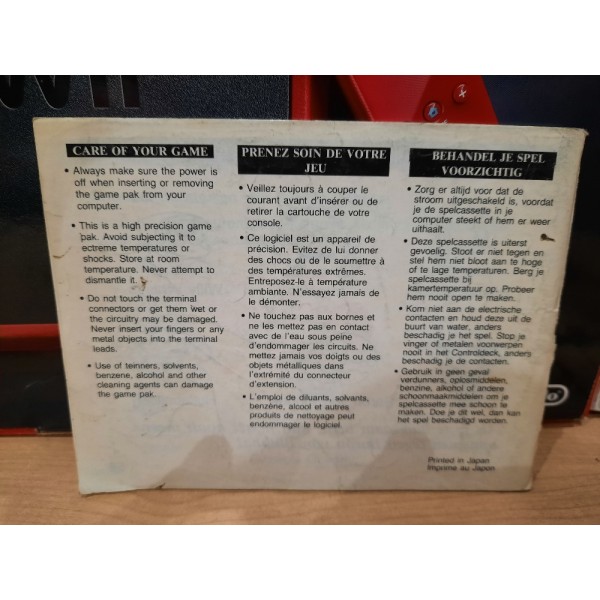 CARE OF YOUR GAME
• Always make sure the power is
off when inserting or removing
the game pak from your
computer.
• This is a high precision game
pak. Avoid subjecting it to
extreme temperatures or
shocks. Store at room
temperature. Never attempt to
dismantle it.
• Do not touch the terminal
connectors or get them wet or
the circuitry may be damaged.
Never insert your fingers or any
metal objects into the terminal
leads.
• Use of teinners, solvents,
benzene, alcohol and other
cleaning agents can damage
the game pak.
PRENEZ SOIN DE VOTRE
JEU
• Veillez toujours à couper le
courant avant d'insérer ou de
retirer la cartouche de votre
console.
• Ce logiciel est un appareil de
précision. Evitez de lui donner
des chocs ou de le soumettre à
des températures extrêmes.
Entreposez-le à température
ambiante. N'essayez jamais de
le démonter.
• Ne touchez pas aux bornes et
ne les mettez pas en contact
avec de l'eau sous peine
d'endommager les circuits. Ne
mettez jamais vos doigts ou des
objets métalliques dans
l'extrémité du connecteur
d'extension.
• L'emploi de diluants, solvants,
benzène, alcool et autres
produits de nettoyage peut
endommager le logiciel
BEHANDEL JE SPEL
VOORZICHTIG
• Zorg er altijd voor dat de
stroom uitgeschakeld is, voordat
je de spelcassette in je
computer steekt of hem er weer
uithaalt.
• Deze spelcassette is uiterst
gevoelig. Stoot er niet tegen en
stel hem niet bloot aan te hoge
of te lage temperaturen. Berg je
spelcassette bij
kamertemperatuur op. Probeer
hem nooit open te maken.
• Kom niet aan de electrische
contacten en houd deze uit de
buurt van water, anders
beschadig je het spel. Stop je
vinger of metalen voorwerpen
nooit in het Controldeck, anders
beschadig je de contacten.
• Gebruik in geen geval
verdunners, oplosmiddelen,
benzine, alkohol of andere
schoonmaakmiddelen om je
spelcassette mee schoon te
maken. Doe je dit wel, dan kan
het spel beschadigd worden.
Printed in Japan
Imprime au Japon